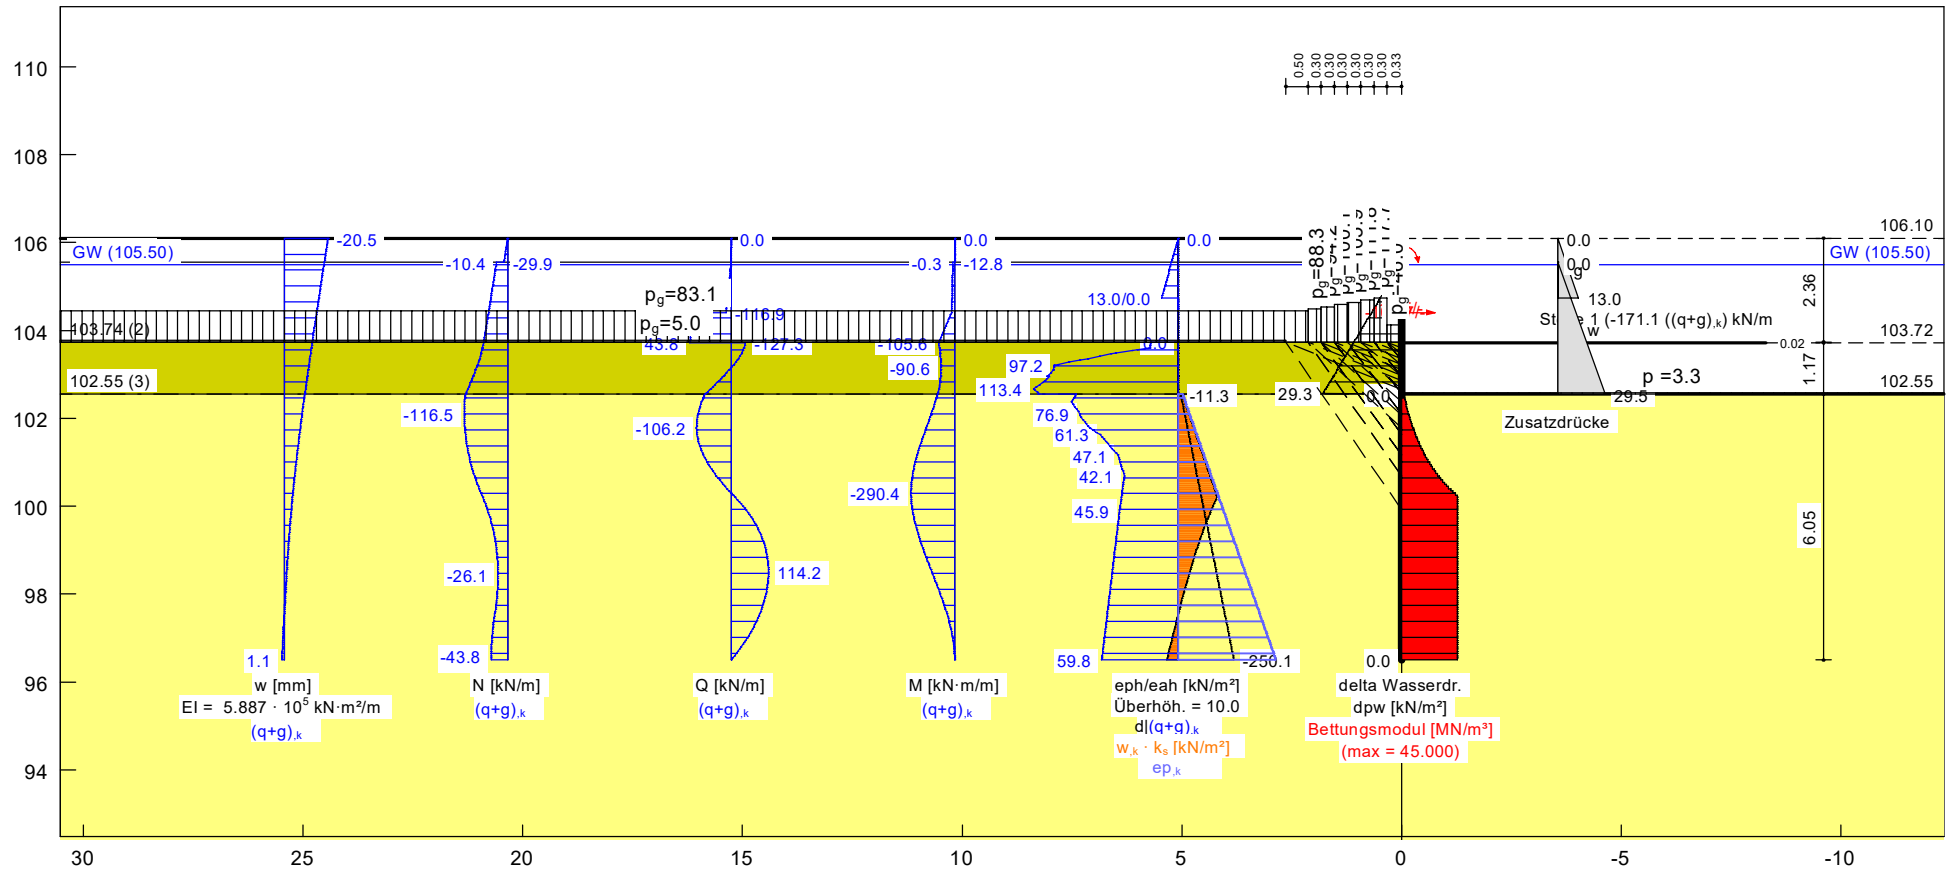 0.50 0.30 0.30 0.30 0.30 0.30 0.30 0.33
110
108
106
104
102
100
98
96
94
GW (105.50)
-20.5
-10.4
-29.9
0.0
0.0
-0.3
-12.8
0.0
13.0/0.0
pg=83.1
pg=5.0
-116.9
103.74 (2)
43.8
-127.3
-105.6
0.0
-90.6
97.2
102.55 (3)
113.4
-11.3
29.3
0.0
-116.5
76.9
-106.2
61.3
47.1
42.1
-290.4
45.9
-26.1
114.2
1.1
-43.8
59.8
-250.1
0.0
pg=88.3
0.0
0.0
g
13.0
(-171.1 ((q+g),k) kN/m
w
0.02
p =3.3
29.5
Zusatzdrücke
106.10
GW (105.50)
2.36
103.72
1.17
102.55
6.05
w [mm]
EI = 5.887 · 10⁵ kN·m²/m
(q+g),k
N [kN/m]
(q+g),k
Q [kN/m]
(q+g),k
M [kN·m/m]
(q+g),k
eph/eah [kN/m²]
Überhöh. = 10.0
(q+g),k
w,k · ks [kN/m²]
ep,k
delta Wasserdr.
dpw [kN/m²]
Bettungsmodul [MN/m³]
(max = 45.000)
30 25 20 15 10 5 0 -5 -10